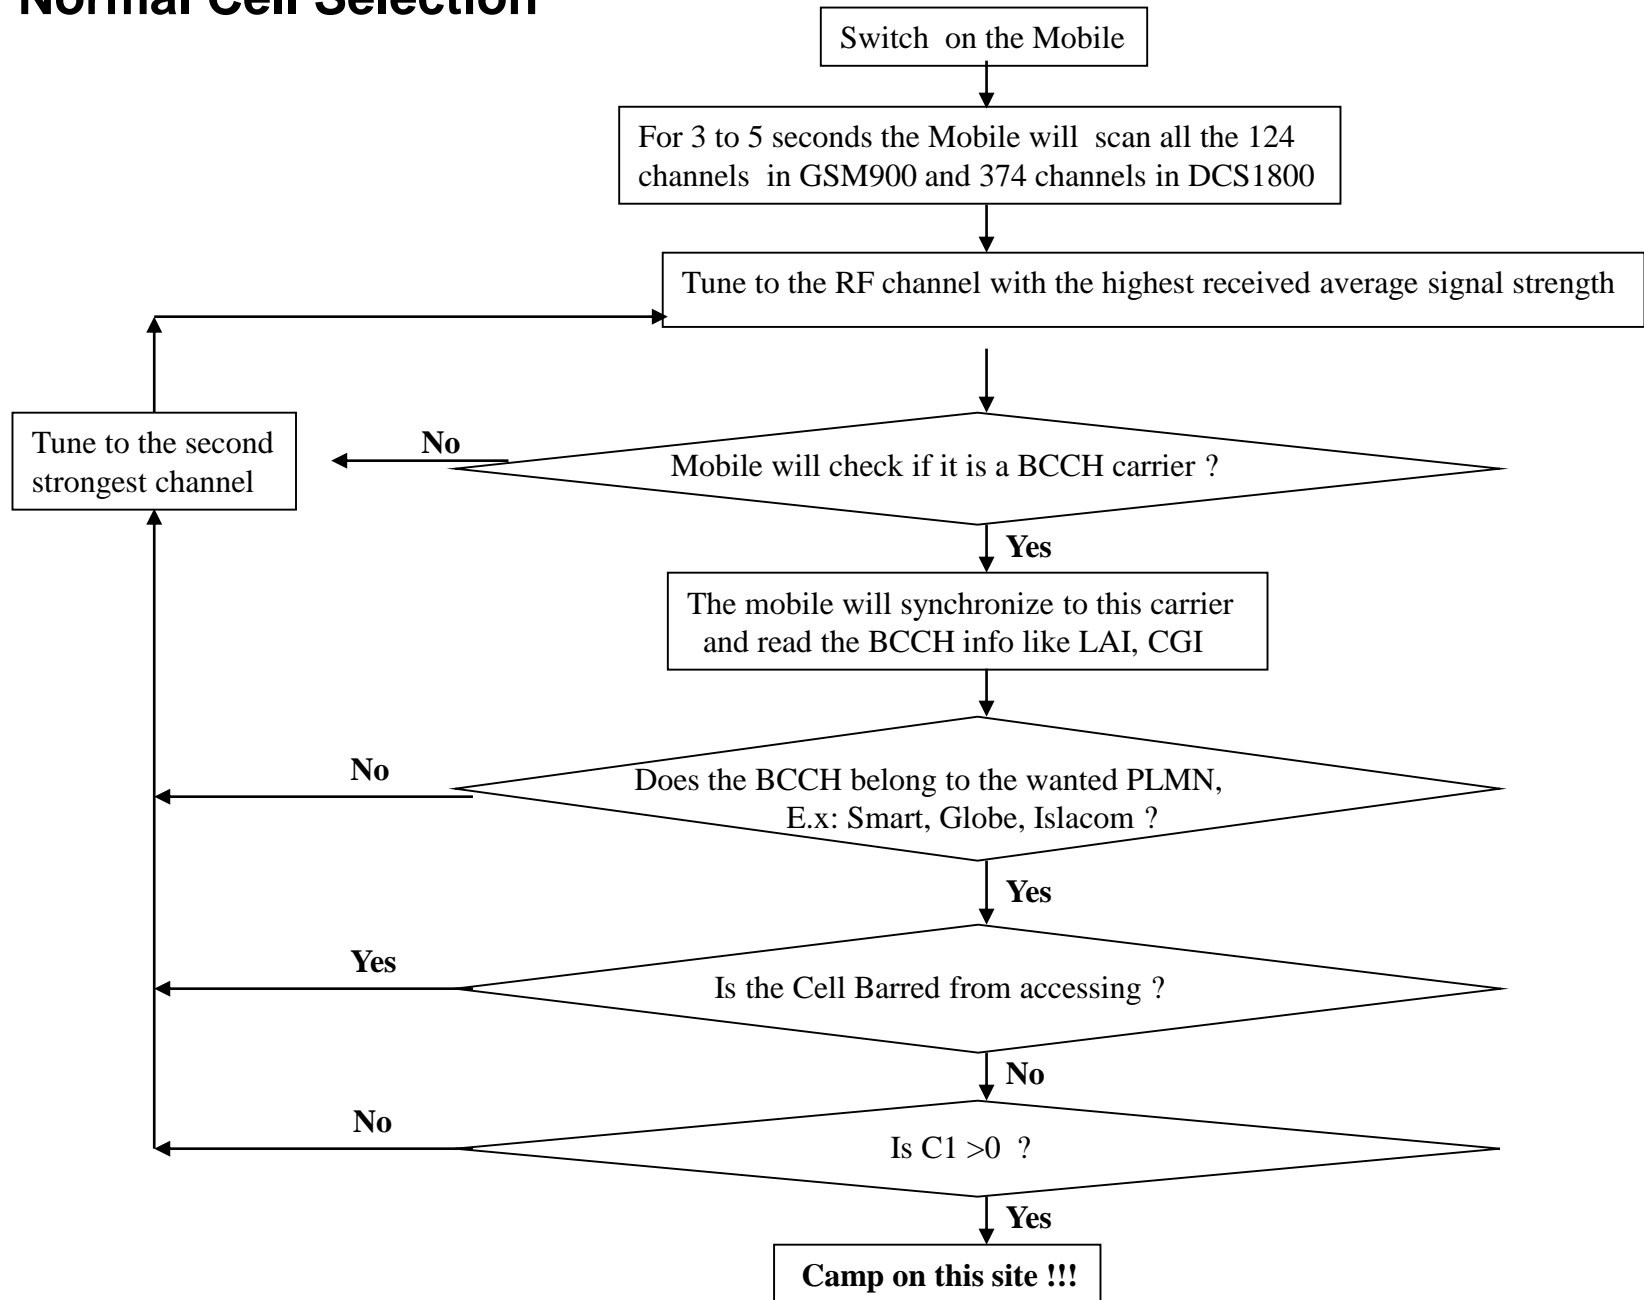 Normal Cell Selection
Switch on the Mobile
For 3 to 5 seconds the Mobile will scan all the 124
channels in GSM900 and 374 channels in DCS1800
Tune to the RF channel with the highest received average signal strength
Tune to the second
strongest channel
No
Mobile will check if it is a BCCH carrier ?
Yes
The mobile will synchronize to this carrier
and read the BCCH info like LAI, CGI
No
Does the BCCH belong to the wanted PLMN,
E.x: Smart, Globe, Islacom ?
Yes
Yes
Is the Cell Barred from accessing ?
No
No
Is C1 >0 ?
Yes
Camp on this site !!!